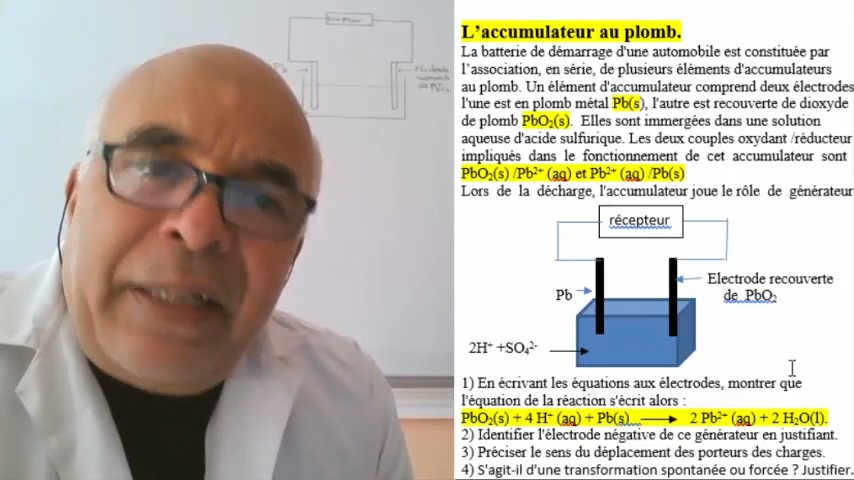 Pb
L'accumulateur au plomb.
La batterie de démarrage d'une automobile est constituée par
l'association, en série, de plusieurs éléments d'accumulateurs
au plomb. Un élément d'accumulateur comprend deux électrodes
l'une est en plomb métal Pb(s), l'autre est recouverte de dioxyde
de plomb PbO₂(s). Elles sont immergées dans une solution
aqueuse d'acide sulfurique. Les deux couples oxydant /réducteur
impliqués dans le fonctionnement de cet accumulateur sont
PbO₂(s) /Pb²⁺ (aq) et Pb²⁺ (aq) /Pb(s)
Lors de la décharge, l'accumulateur joue le rôle de générateur
récepteur
Pb
Electrode recouverte
de PbO₂
2H⁺ +SO₄²⁻
1) En écrivant les équations aux électrodes, montrer que
l'équation de la réaction s'écrit alors :
PbO₂(s) + 4 H⁺ (aq) + Pb(s) → 2 Pb²⁺ (aq) + 2 H₂O(l).
2) Identifier l'électrode négative de ce générateur en justifiant.
3) Préciser le sens du déplacement des porteurs des charges.
4) S'agit-il d'une transformation spontanée ou forcée ? Justifier.